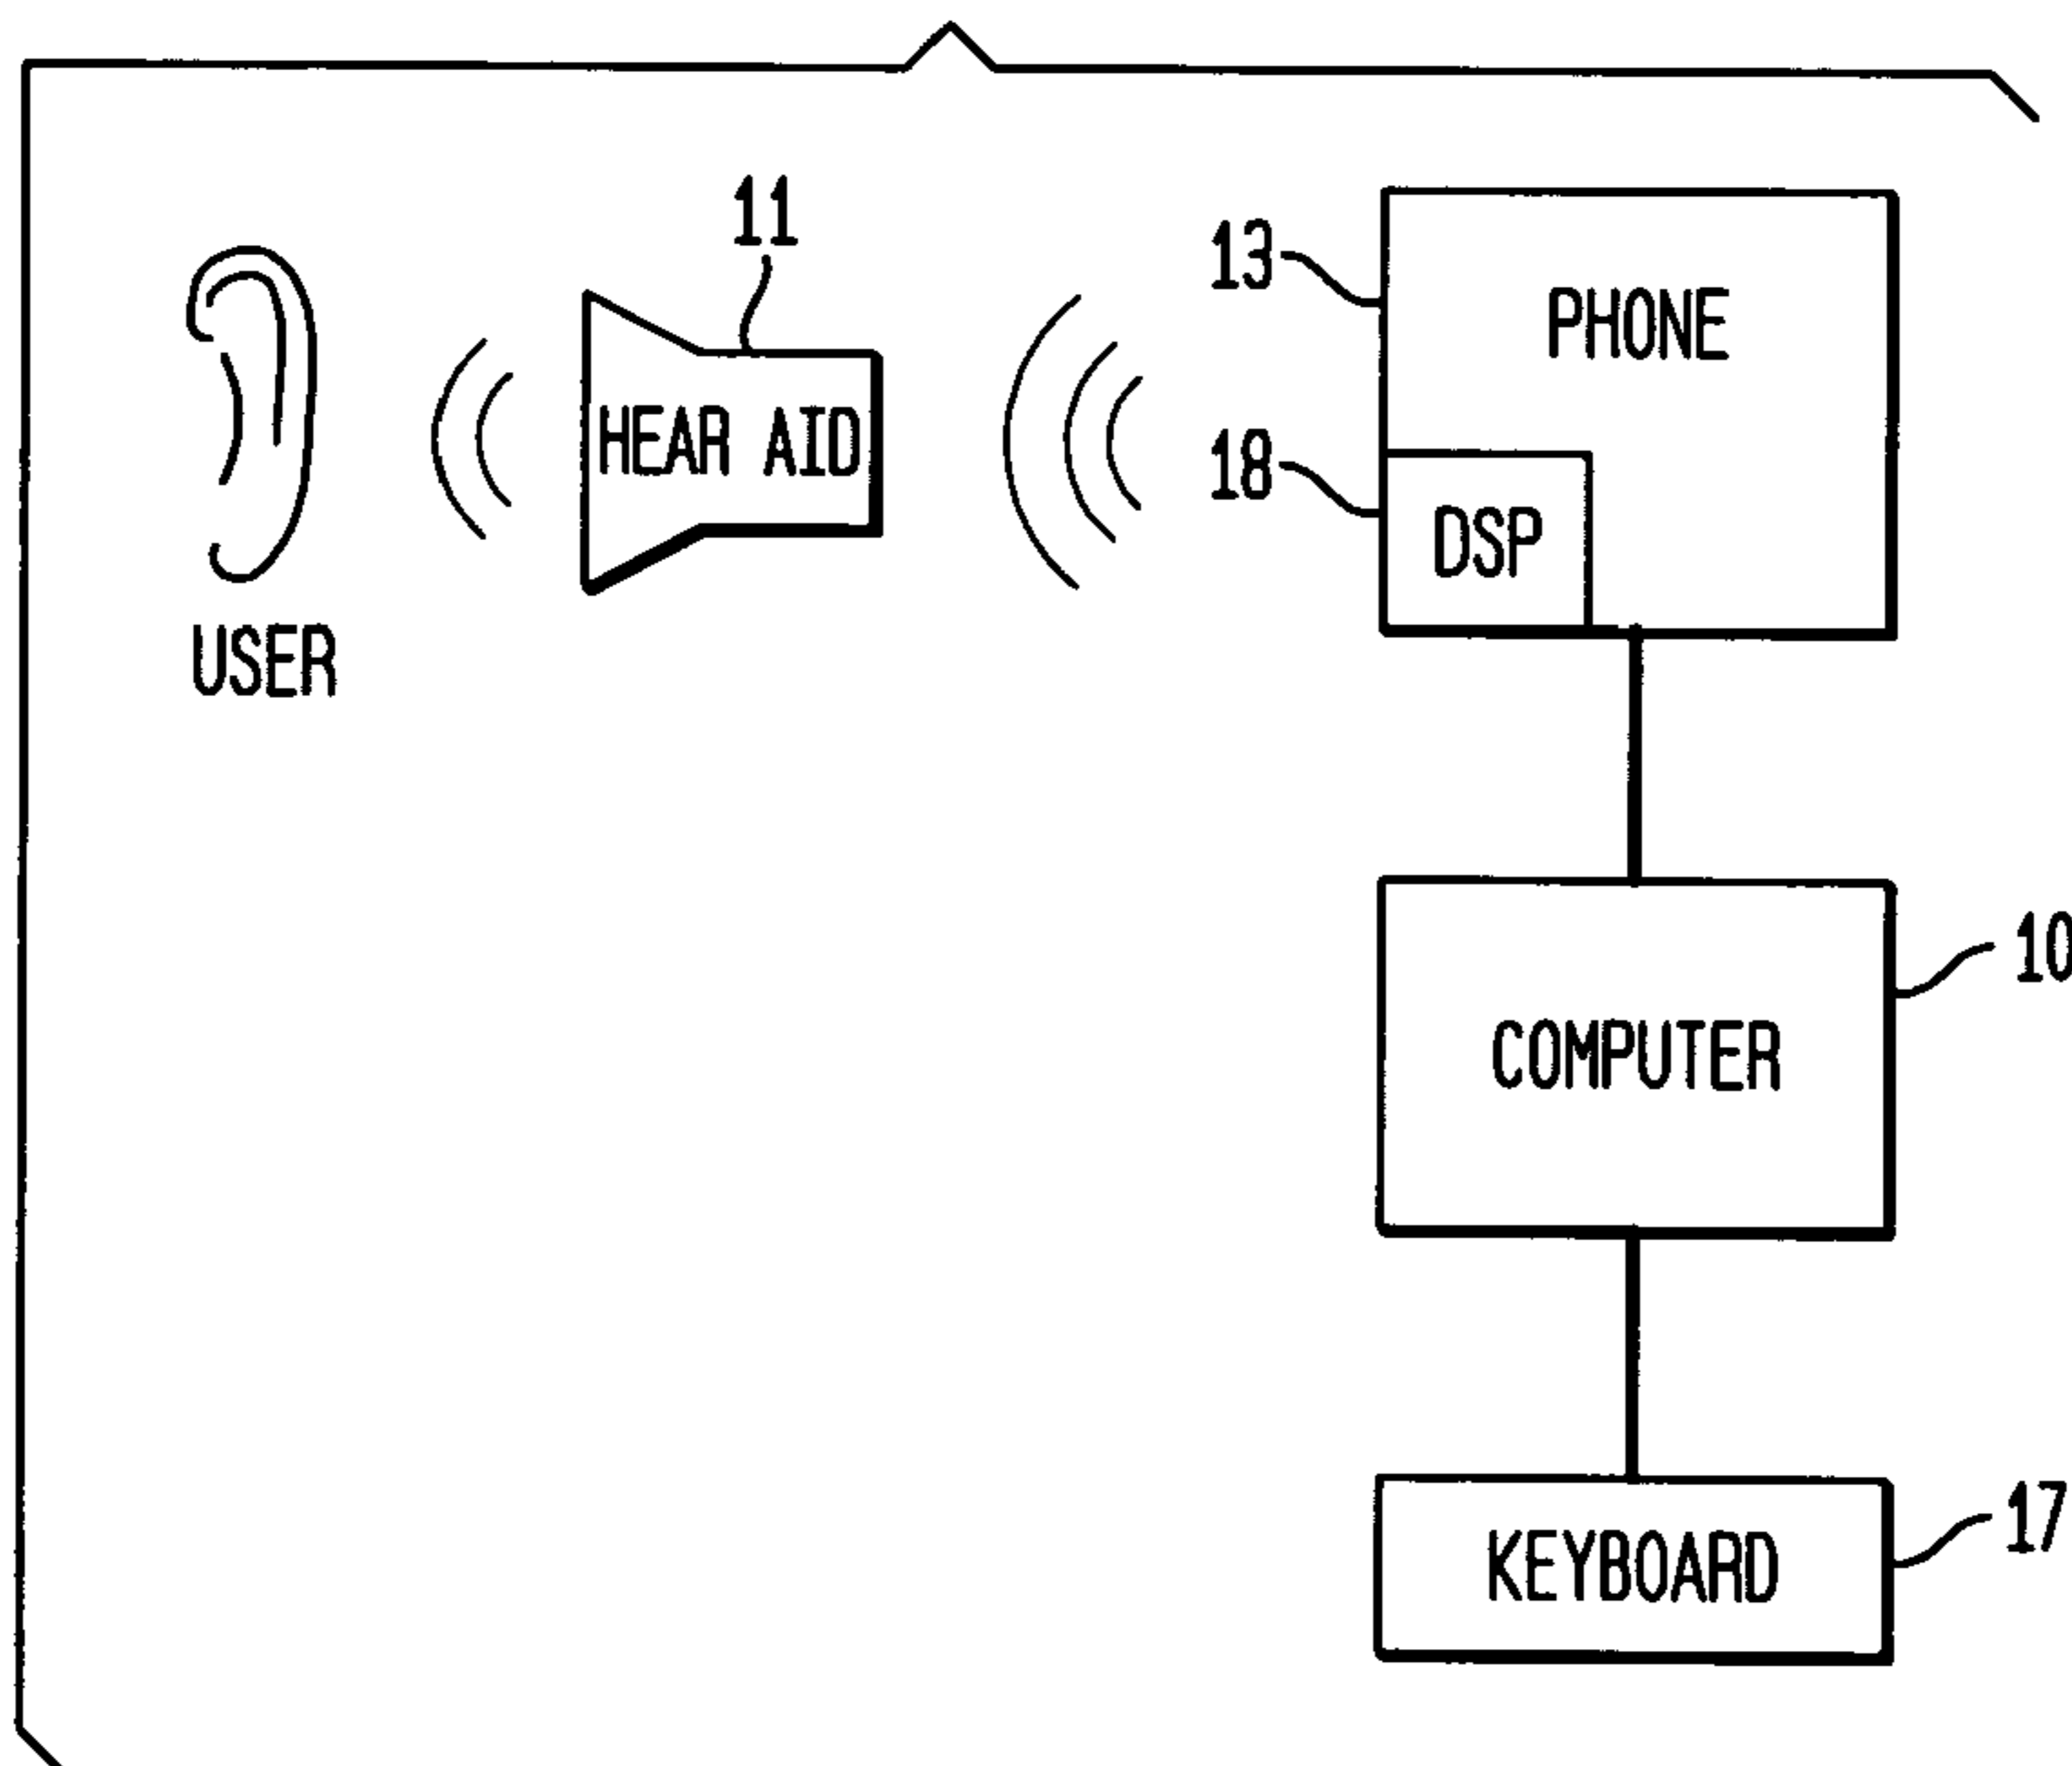 11
13
PHONE
HEAR AID
18
DSP
USER
10
COMPUTER
17
KEYBOARD